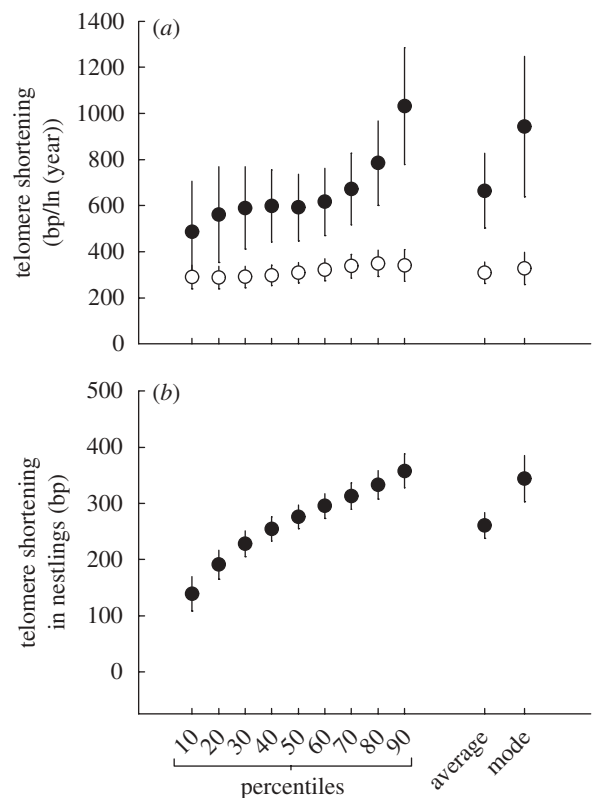 (a)
1400
1200
1000
800
600
400
200
0
telomere shortening
(bp/ln (year))
(b)
500
400
300
200
100
0
telomere shortening
in nestlings (bp)
10 20 30 40 50 60 70 80 90 average mode
percentiles